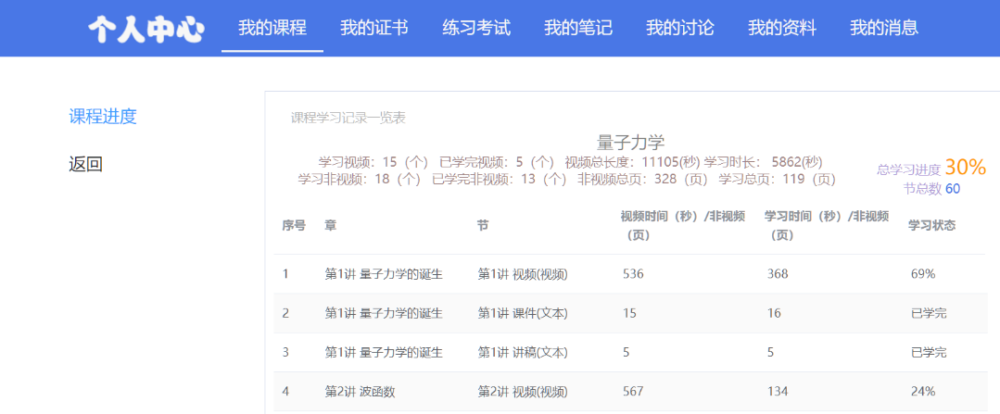 个人中心 我的课程 我的证书 练习考试 我的笔记 我的讨论 我的资料 我的消息
课程进度
返回
课程学习记录一览表
量子力学
学习视频：15（个） 已学完视频：5（个） 视频总长度：11105(秒) 学习时长： 5862(秒)
学习非视频：18（个） 已学完非视频：13（个） 非视频总页：328（页） 学习总页：119（页）
总学习进度 30%
节总数 60
序号 章 节 视频时间（秒）/非视频（页） 学习时间（秒）/非视频（页） 学习状态
1 第1讲 量子力学的诞生 第1讲 视频(视频) 536 368 69%
2 第1讲 量子力学的诞生 第1讲 课件(文本) 15 16 已学完
3 第1讲 量子力学的诞生 第1讲 讲稿(文本) 5 5 已学完
4 第2讲 波函数 第2讲 视频(视频) 567 134 24%